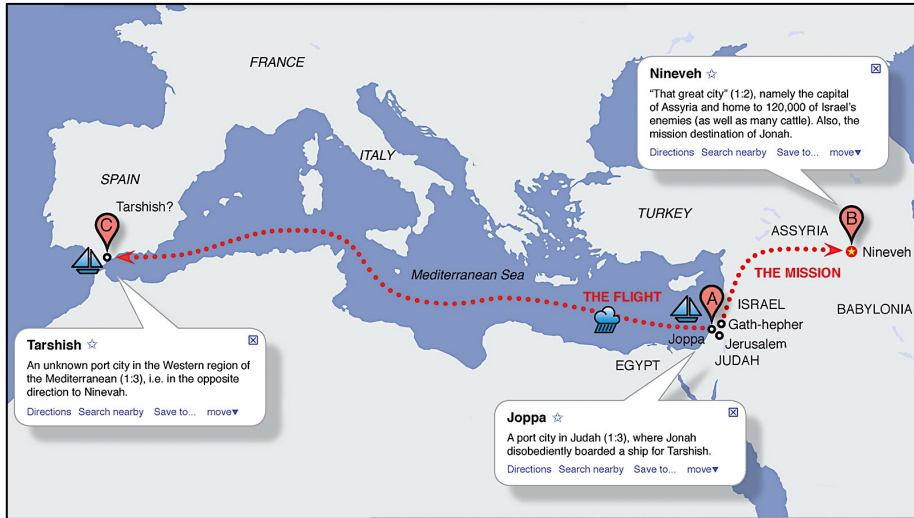 FRANCE
Nineveh ☆
"That great city" (1:2), namely the capital
of Assyria and home to 120,000 of Israel's
enemies (as well as many cattle). Also, the
mission destination of Jonah.
Directions Search nearby Save to... move▼
ITALY
SPAIN
Tarshish?
C
TURKEY
B
ASSYRIA
Nineveh
Mediterranean Sea
THE MISSION
THE FLIGHT
A
ISRAEL
BABYLONIA
Gath-hepher
Joppa
Jerusalem
JUDAH
EGYPT
Tarshish ☆
An unknown port city in the Western region of
the Mediterranean (1:3), i.e. in the opposite
direction to Ninevah.
Directions Search nearby Save to... move▼
Joppa ☆
A port city in Judah (1:3), where Jonah
disobediently boarded a ship for Tarshish.
Directions Search nearby Save to... move▼